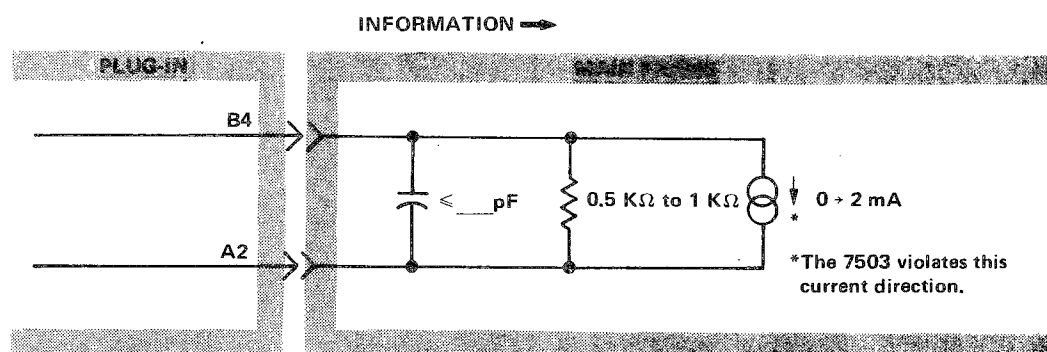 INFORMATION ➡
PLUG-IN
B4
A2
≤ ___pF
0.5 KΩ to 1 KΩ
0 → 2 mA
*
*The 7503 violates this
current direction.